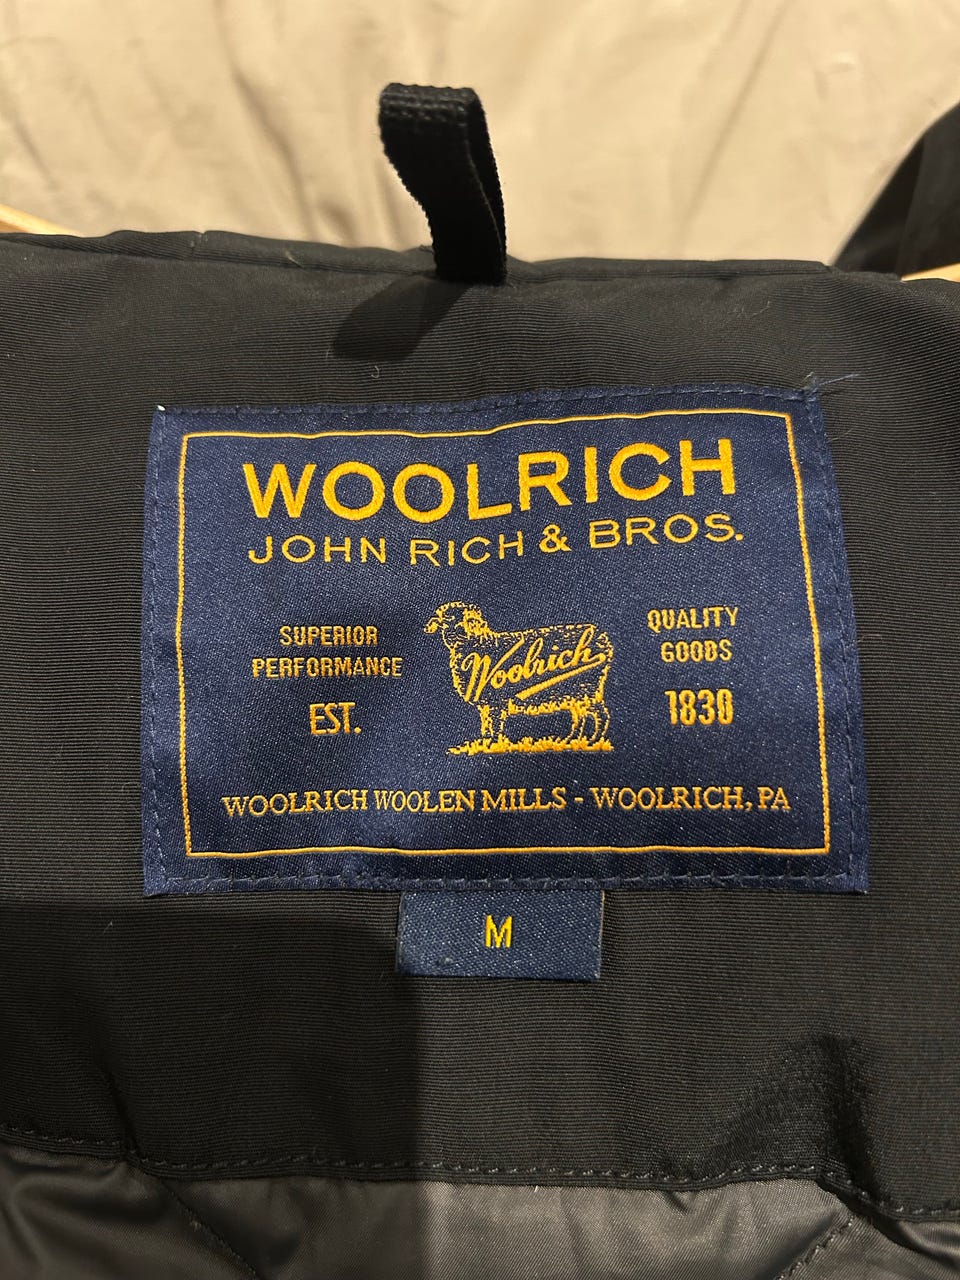 WOOLRICH
JOHN RICH & BROS.
SUPERIOR
PERFORMANCE
EST.
Woolrich
QUALITY
GOODS
1830
WOOLRICH WOOLEN MILLS - WOOLRICH, PA
M